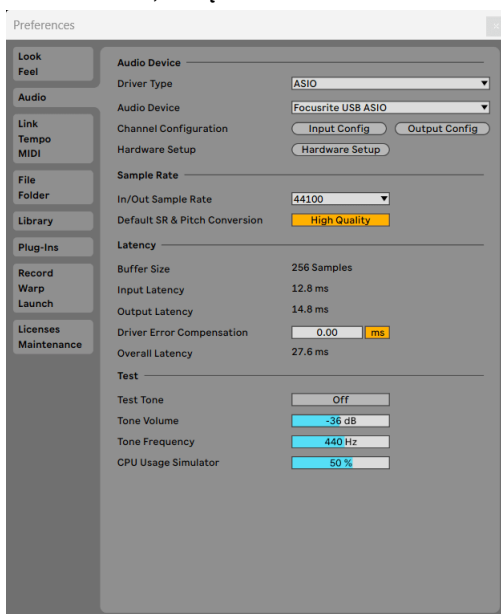 Preferences
Look
Feel
Audio
Link
Tempo
MIDI
File
Folder
Library
Plug-Ins
Record
Warp
Launch
Licenses
Maintenance
Audio Device
Driver Type ASIO
Audio Device Focusrite USB ASIO
Channel Configuration Input Config Output Config
Hardware Setup Hardware Setup
Sample Rate
In/Out Sample Rate 44100
Default SR & Pitch Conversion High Quality
Latency
Buffer Size 256 Samples
Input Latency 12.8 ms
Output Latency 14.8 ms
Driver Error Compensation 0.00 ms
Overall Latency 27.6 ms
Test
Test Tone Off
Tone Volume -36 dB
Tone Frequency 440 Hz
CPU Usage Simulator 50 %